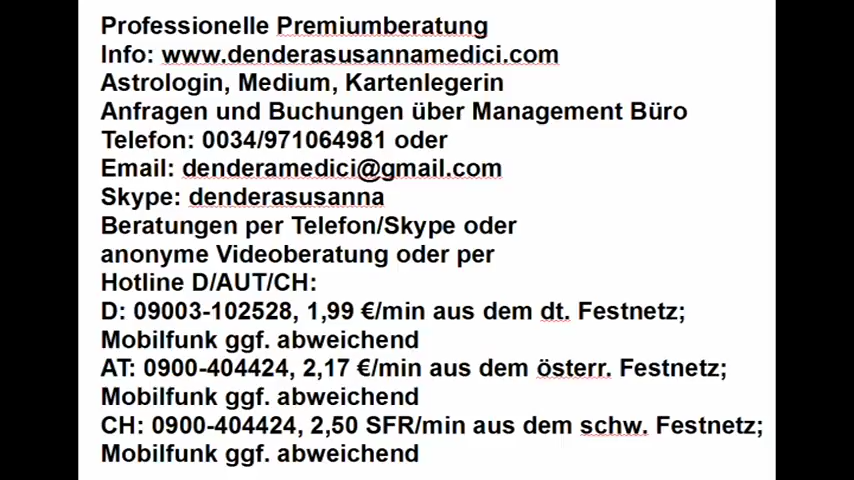 Professionelle Premiumberatung
Info: www.denderasusannamedici.com
Astrologin, Medium, Kartenlegerin
Anfragen und Buchungen über Management Büro
Telefon: 0034/971064981 oder
Email: denderamedici@gmail.com
Skype: denderasusanna
Beratungen per Telefon/Skype oder
anonyme Videoberatung oder per
Hotline D/AUT/CH:
D: 09003-102528, 1,99 €/min aus dem dt. Festnetz;
Mobilfunk ggf. abweichend
AT: 0900-404424, 2,17 €/min aus dem österr. Festnetz;
Mobilfunk ggf. abweichend
CH: 0900-404424, 2,50 SFR/min aus dem schw. Festnetz;
Mobilfunk ggf. abweichend